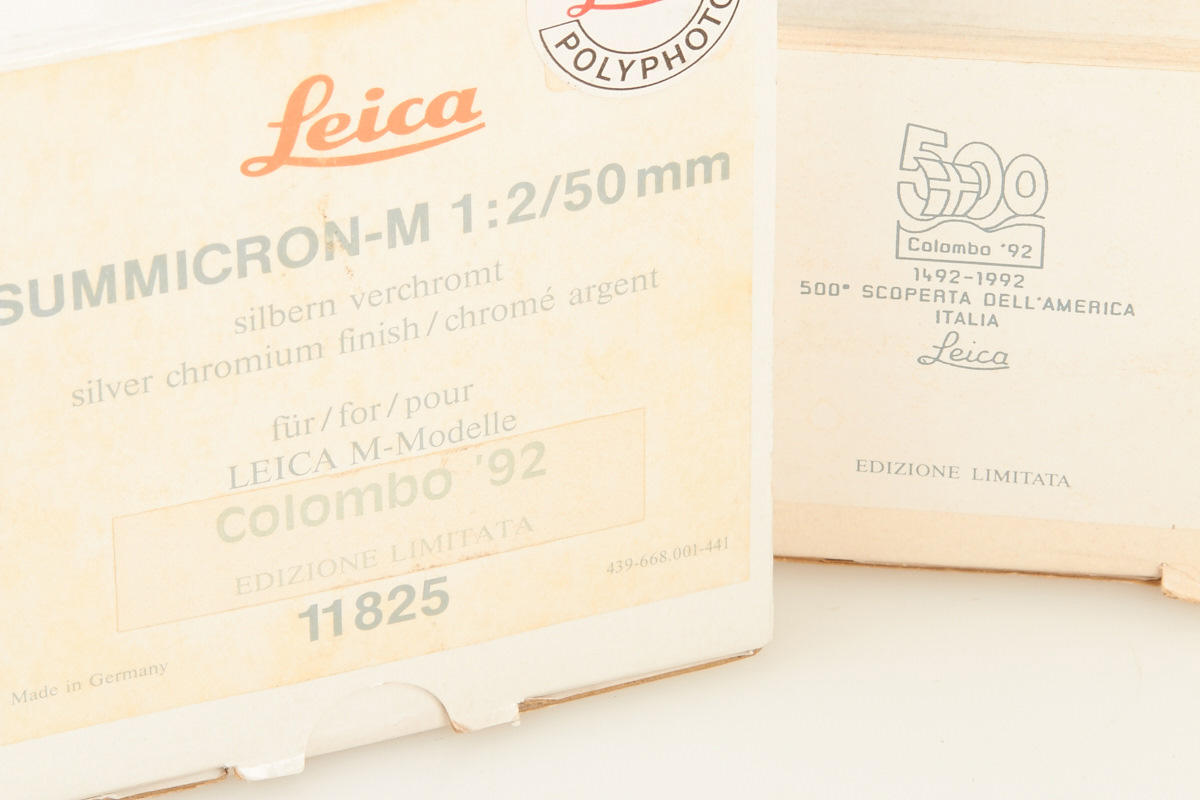 Leica
POLYPHOTO
Leica
SUMMICRON-M 1:2/50mm
silbern verchromt
silver chromium finish/chromé argent
für/for/pour
LEICA M-Modelle
Colombo '92
EDIZIONE LIMITATA
439-668.001-441
11825
Made in Germany
500
Colombo '92
1492-1992
500° SCOPERTA DELL'AMERICA
ITALIA
Leica
EDIZIONE LIMITATA